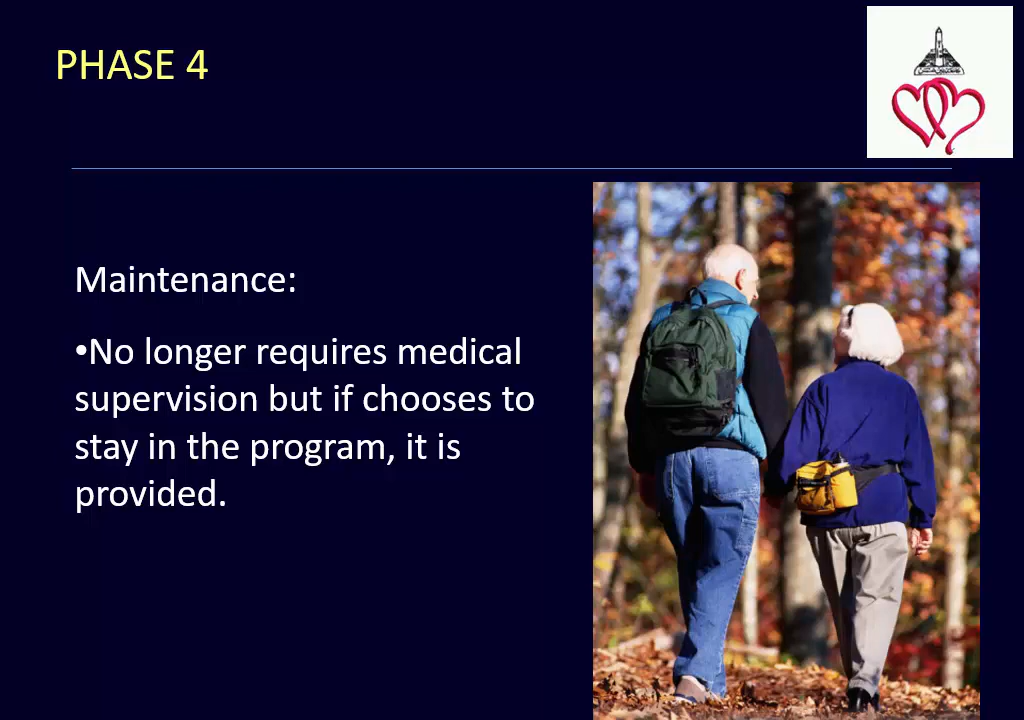 PHASE 4
Maintenance:
•No longer requires medical
supervision but if chooses to
stay in the program, it is
provided.